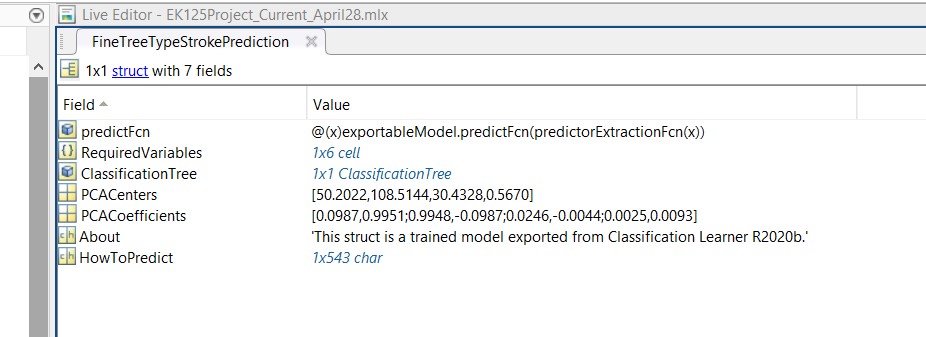 Live Editor - EK125Project_Current_April28.mlx
FineTreeTypeStrokePrediction
1x1 struct with 7 fields
Field Value
predictFcn @(x)exportableModel.predictFcn(predictorExtractionFcn(x))
RequiredVariables 1x6 cell
ClassificationTree 1x1 ClassificationTree
PCACenters [50.2022,108.5144,30.4328,0.5670]
PCACoefficients [0.0987,0.9951;0.9948,-0.0987;0.0246,-0.0044;0.0025,0.0093]
About 'This struct is a trained model exported from Classification Learner R2020b.'
HowToPredict 1x543 char